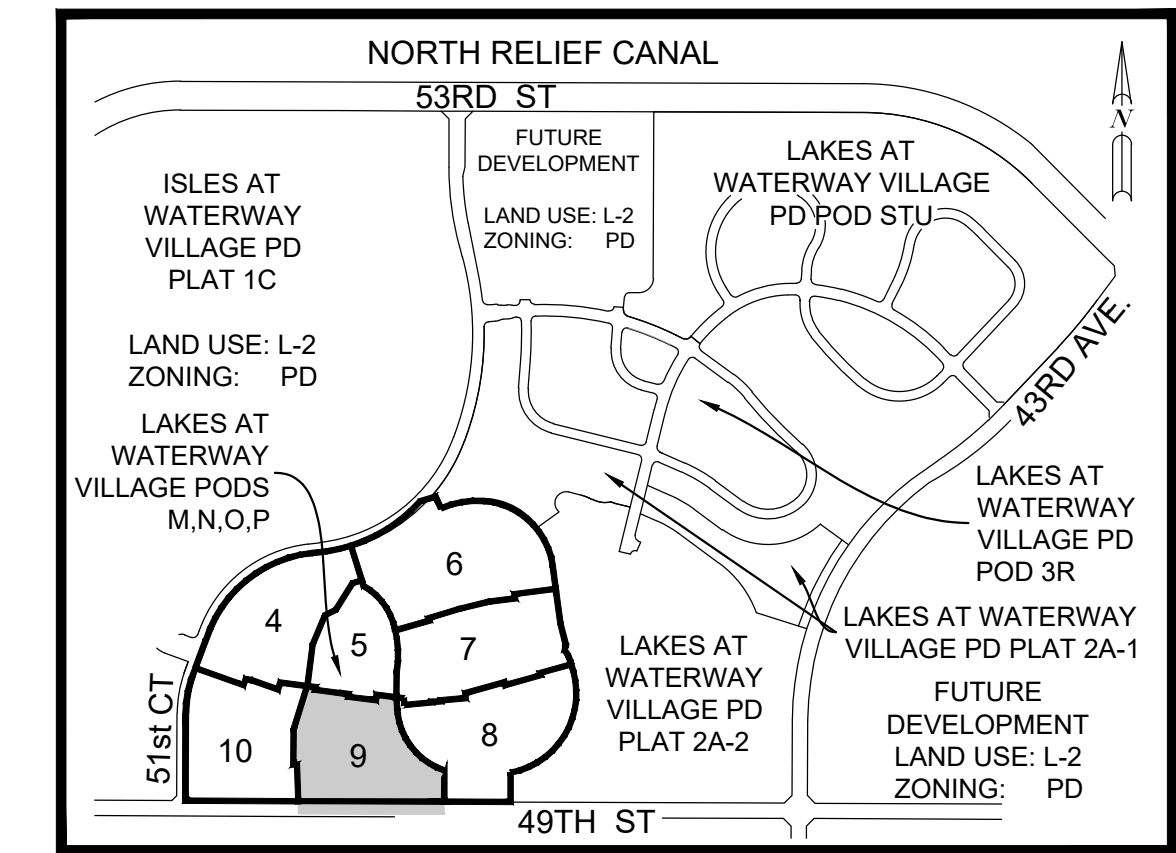 NORTH RELIEF CANAL
53RD ST
N
FUTURE
DEVELOPMENT
LAND USE: L-2
ZONING: PD
LAKES AT
WATERWAY VILLAGE
PD POD STU
ISLES AT
WATERWAY
VILLAGE PD
PLAT 1C
LAND USE: L-2
ZONING: PD
43RD AVE.
LAKES AT
WATERWAY
VILLAGE PODS
M,N,O,P
LAKES AT
WATERWAY
VILLAGE PD
POD 3R
6
4
5
7
LAKES AT WATERWAY
VILLAGE PD PLAT 2A-1
LAKES AT
WATERWAY
VILLAGE PD
PLAT 2A-2
FUTURE
DEVELOPMENT
LAND USE: L-2
ZONING: PD
51st CT
10
9
8
49TH ST